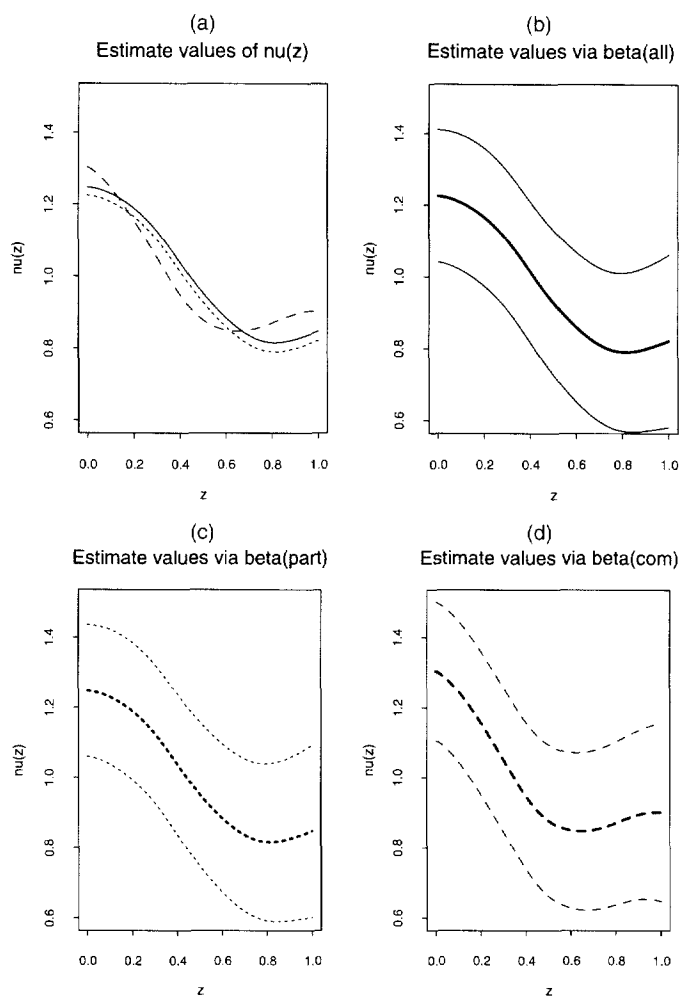 (a)
Estimate values of nu(z)
nu(z)
1.4
1.2
1.0
0.8
0.6
0.0 0.2 0.4 0.6 0.8 1.0
z
(b)
Estimate values via beta(all)
nu(z)
1.4
1.2
1.0
0.8
0.6
0.0 0.2 0.4 0.6 0.8 1.0
z
(c)
Estimate values via beta(part)
nu(z)
1.4
1.2
1.0
0.8
0.6
0.0 0.2 0.4 0.6 0.8 1.0
z
(d)
Estimate values via beta(com)
nu(z)
1.4
1.2
1.0
0.8
0.6
0.0 0.2 0.4 0.6 0.8 1.0
z